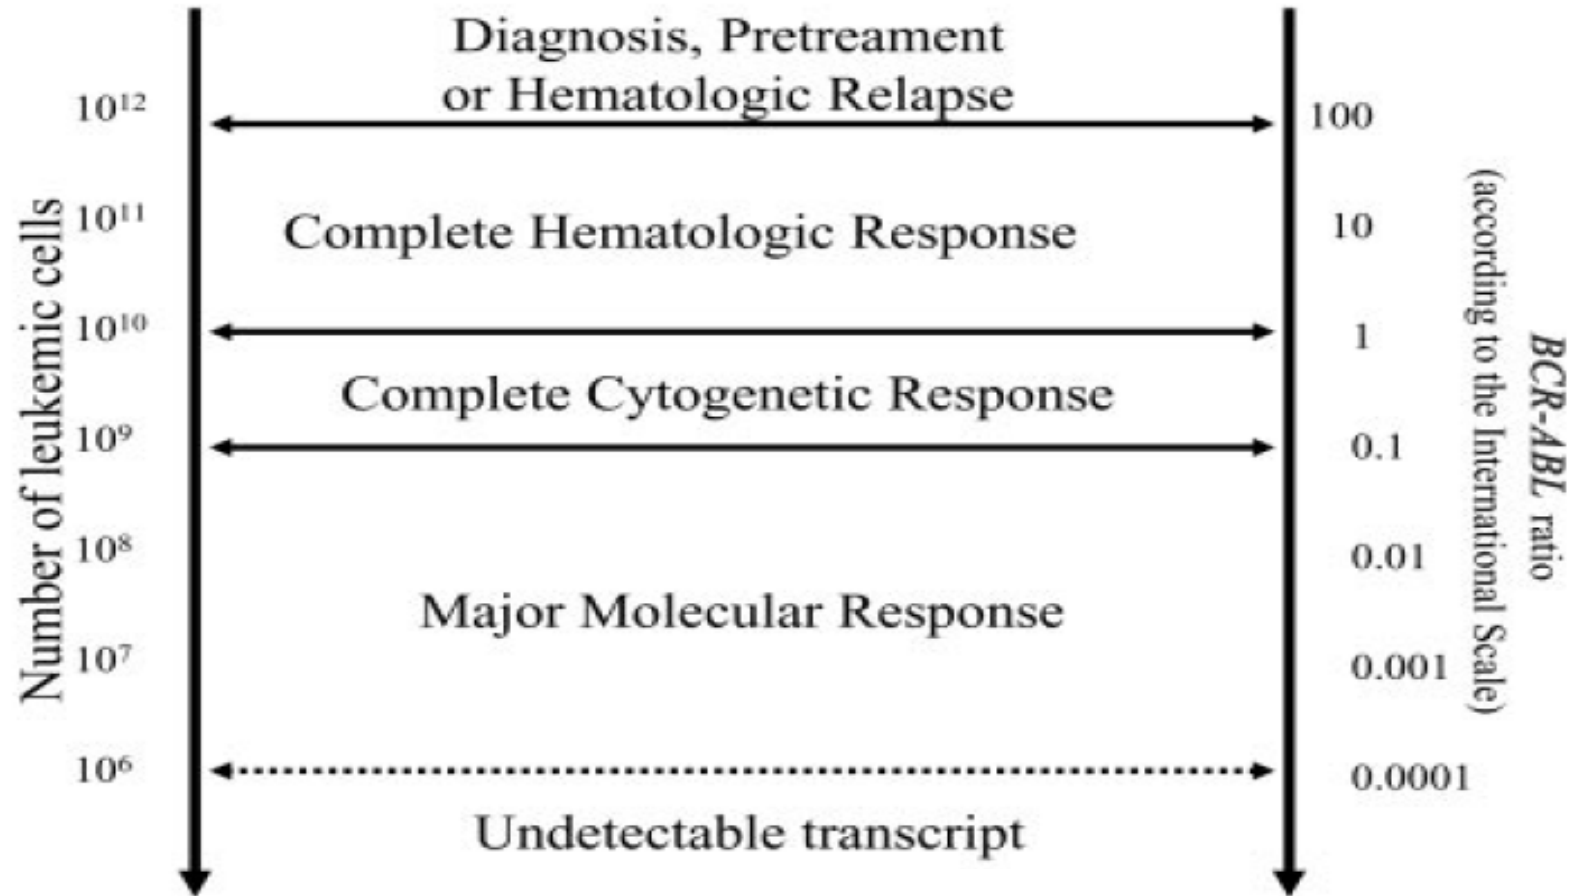 Diagnosis, Pretreament
or Hematologic Relapse
10¹² 100
10¹¹ Complete Hematologic Response 10
10¹⁰ 1
Complete Cytogenetic Response
10⁹ 0.1
10⁸ 0.01
Major Molecular Response
10⁷ 0.001
10⁶ 0.0001
Undetectable transcript
Number of leukemic cells
(according to the International Scale)
BCR-ABL ratio